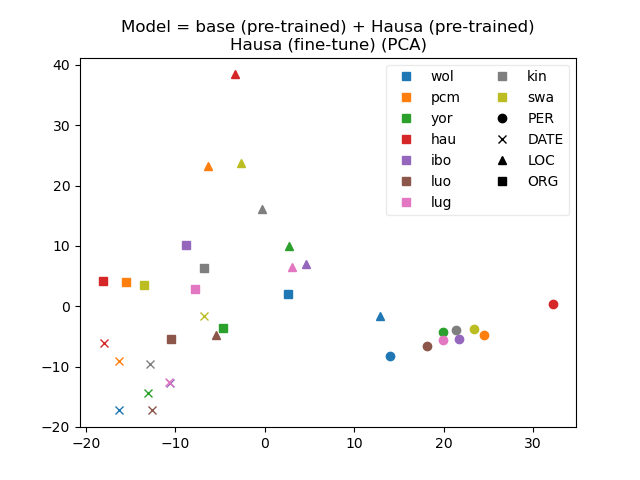 Model = base (pre-trained) + Hausa (pre-trained)
Hausa (fine-tune) (PCA)
40
30
20
10
0
−10
−20
−20
−10
0
10
20
30
wol
pcm
yor
hau
ibo
luo
lug
kin
swa
PER
DATE
LOC
ORG